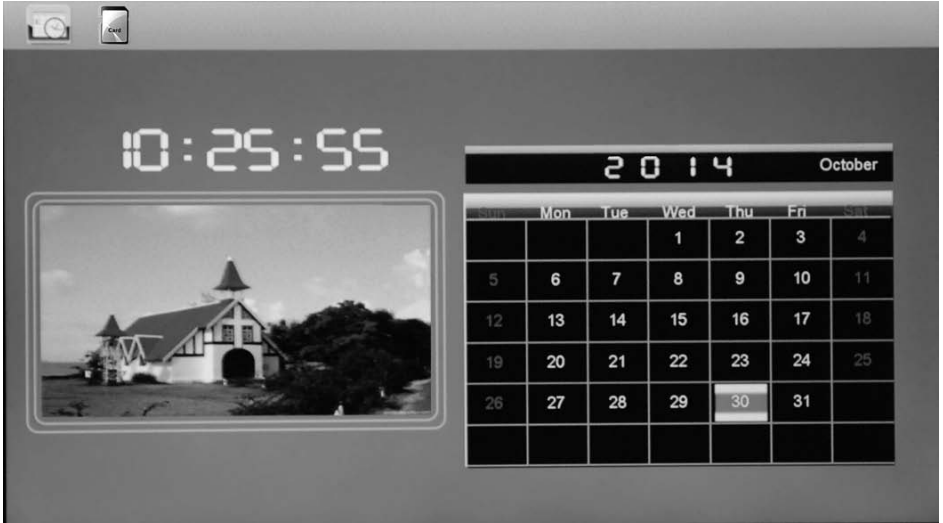 Card
10:25:55
2014 October
Sun Mon Tue Wed Thu Fri Sat
1 2 3 4
5 6 7 8 9 10 11
12 13 14 15 16 17 18
19 20 21 22 23 24 25
26 27 28 29 30 31